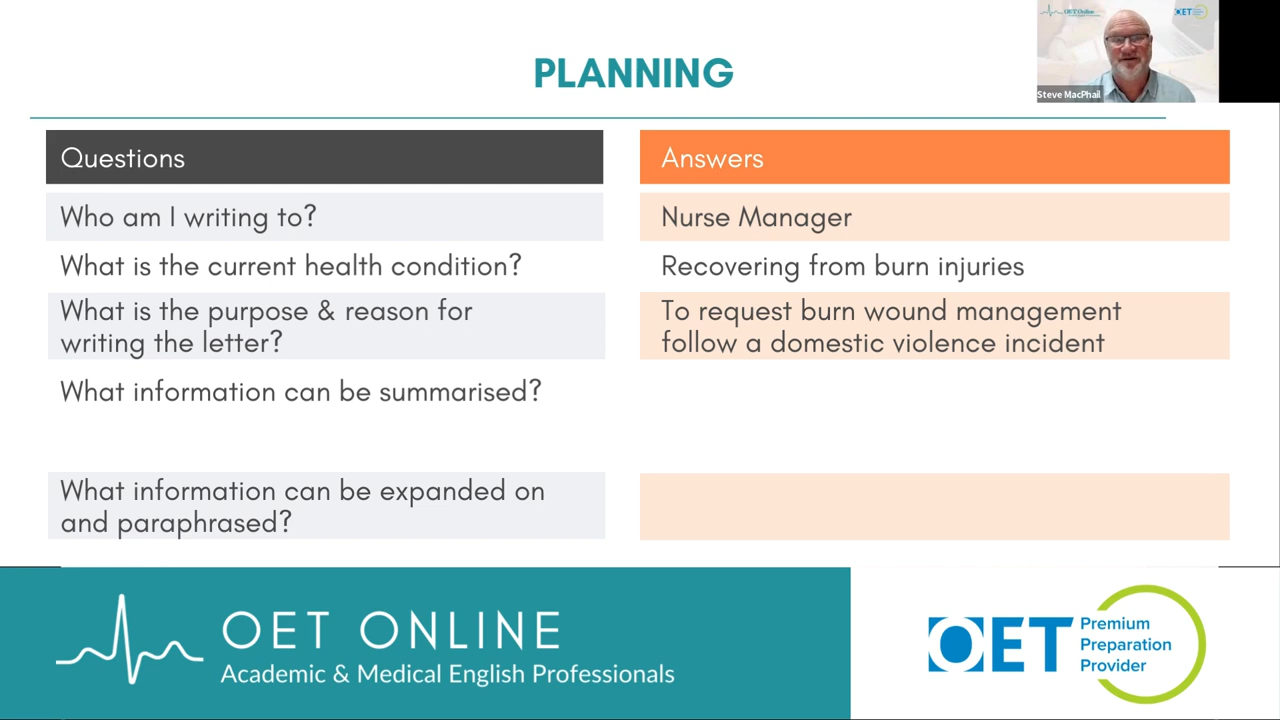 PLANNING
OET Online
OET
Steve MacPhail
Questions
Answers
Who am I writing to?
Nurse Manager
What is the current health condition?
Recovering from burn injuries
What is the purpose & reason for
writing the letter?
To request burn wound management
follow a domestic violence incident
What information can be summarised?
What information can be expanded on
and paraphrased?
OET ONLINE
Academic & Medical English Professionals
OET
Premium
Preparation
Provider